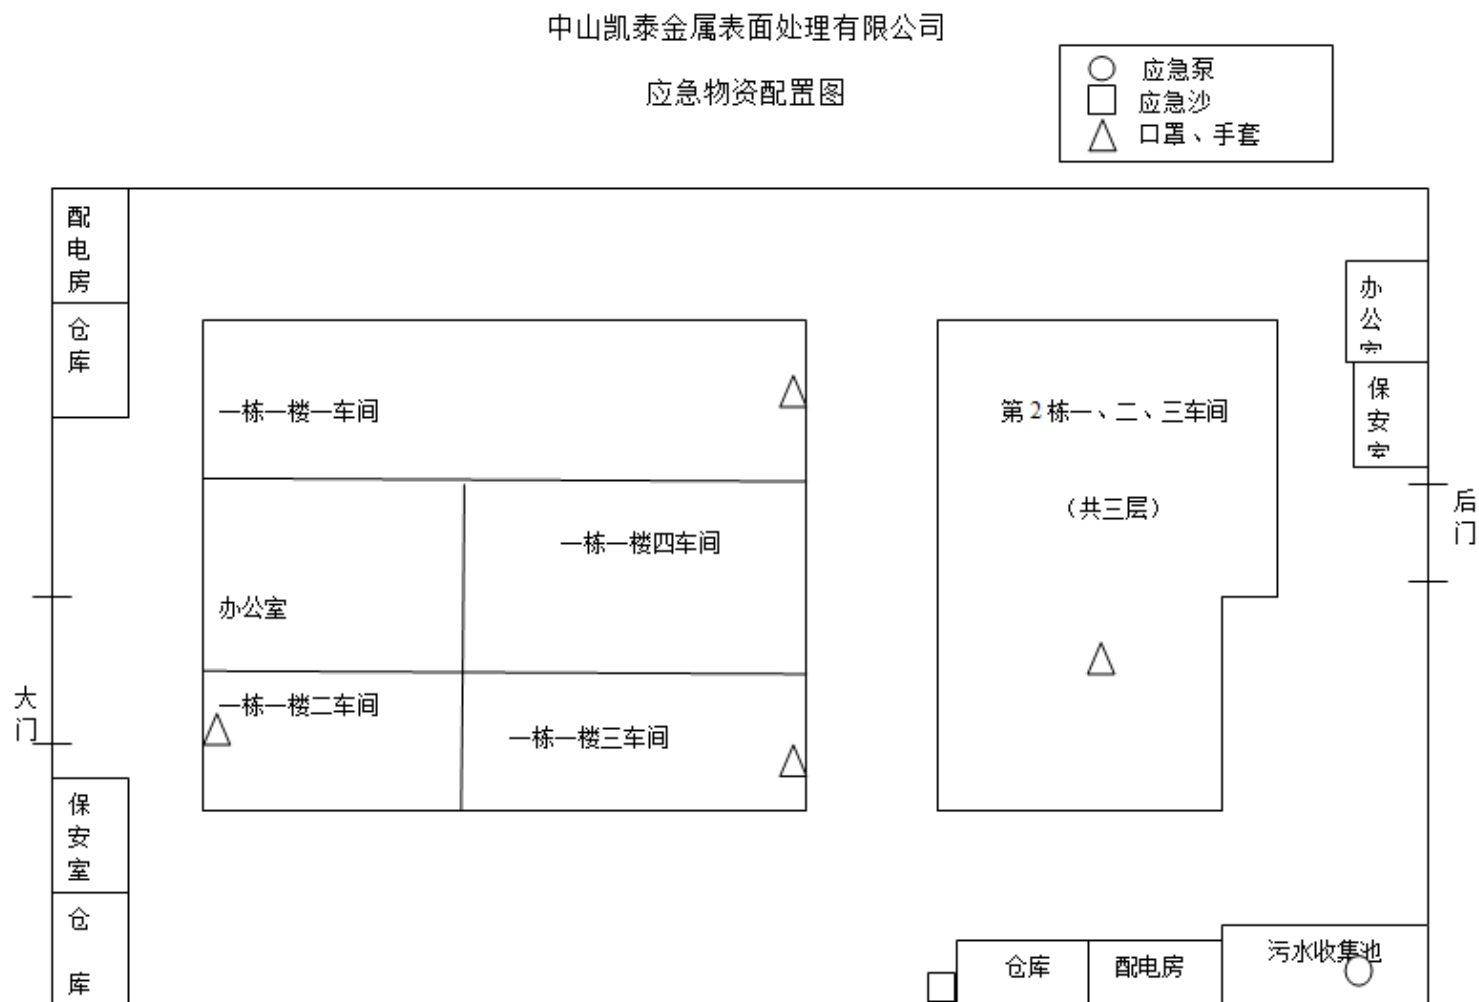 中山凯泰金属表面处理有限公司
应急物资配置图
应急泵
应急沙
口罩、手套
配电房
仓库
办公室
保安室
一栋一楼一车间
第2栋一、二、三车间
（共三层）
后门
一栋一楼四车间
办公室
大门
一栋一楼二车间
一栋一楼三车间
保安室
仓库
仓库
配电房
污水收集池